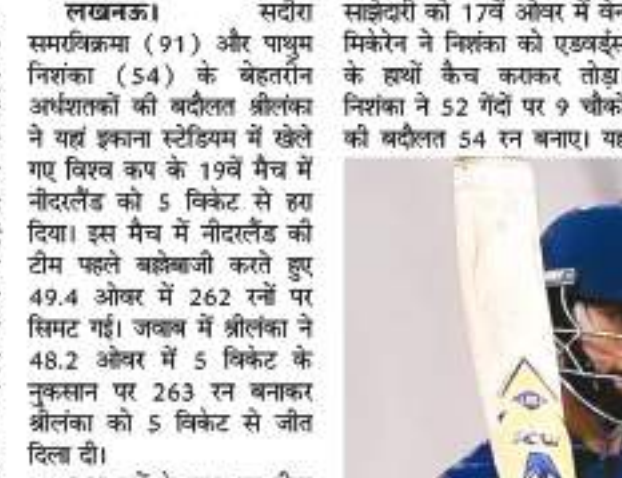 लखनऊ। सदीरा
समरविक्रमा (91) और पाथुम
निशंका (54) के बेहतरीन
अर्धशतकों की बदौलत श्रीलंका
ने यहां इकाना स्टेडियम में खेले
गए विश्व कप के 19वें मैच में
नीदरलैंड को 5 विकेट से हरा
दिया। इस मैच में नीदरलैंड की
टीम पहले बल्लेबाजी करते हुए
49.4 ओवर में 262 रनों पर
सिमट गई। जवाब में श्रीलंका ने
48.2 ओवर में 5 विकेट के
नुकसान पर 263 रन बनाकर
श्रीलंका को 5 विकेट से जीत
दिला दी।
साझेदारी को 17वें ओवर में
मिकेरेन ने निशंका को एडवर्ड्स
के हाथों कैच कराकर तोड़ा
निशंका ने 52 गेंदों पर 9 चौकों
की बदौलत 54 रन बनाए।